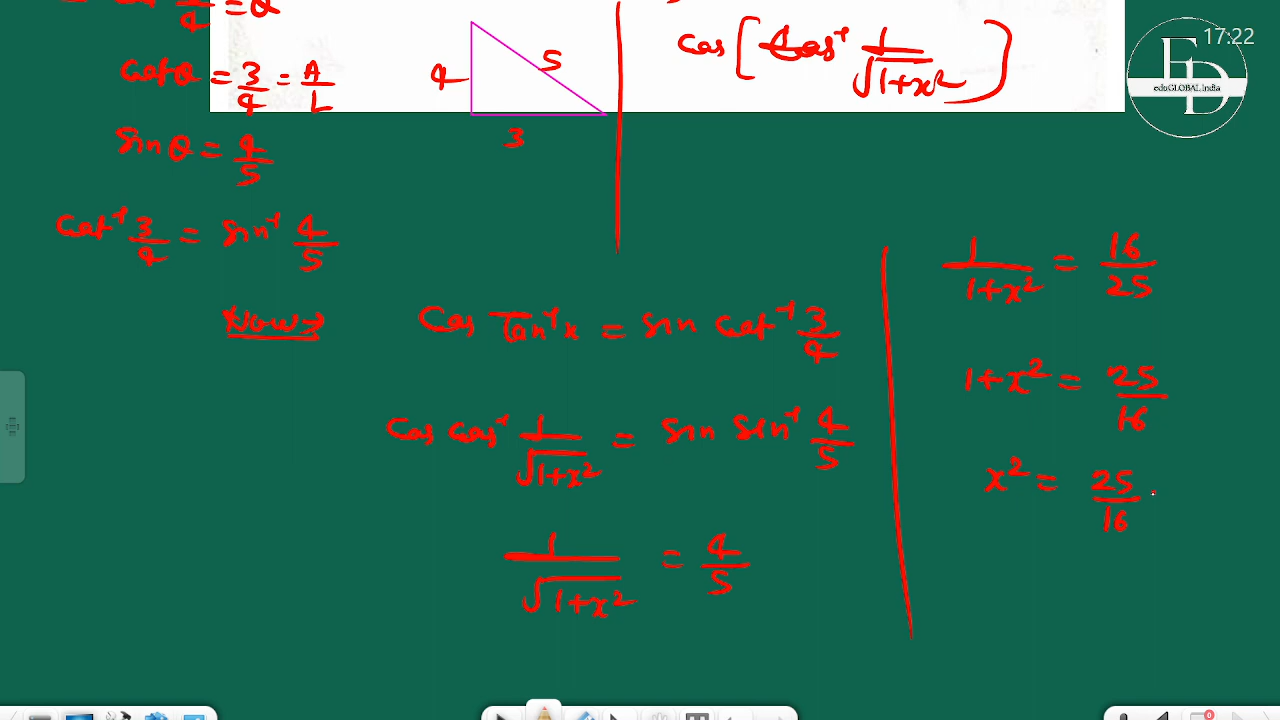 cot θ = 3/4 = A/L
sin θ = 4/5
cot⁻¹ 3/4 = sin⁻¹ 4/5
4
5
3
cos [ cos⁻¹ 1/√1+x² ]
17:22
eduGLOBAL.India
Now →
cos Tan⁻¹ x = sin cot⁻¹ 3/4
cos cos⁻¹ 1/√1+x² = sin sin⁻¹ 4/5
1/√1+x² = 4/5
1/1+x² = 16/25
1+x² = 25/16
x² = 25/16